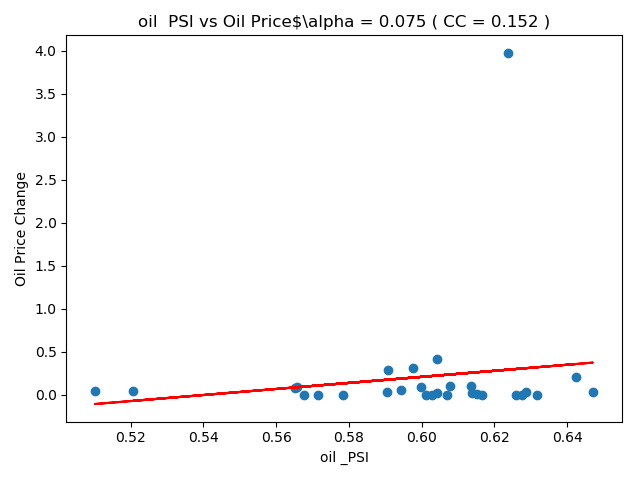 oil  PSI vs Oil Price$\alpha = 0.075 ( CC = 0.152 )
4.0
3.5
3.0
2.5
2.0
1.5
1.0
0.5
0.0
Oil Price Change
0.52 0.54 0.56 0.58 0.60 0.62 0.64
oil _PSI